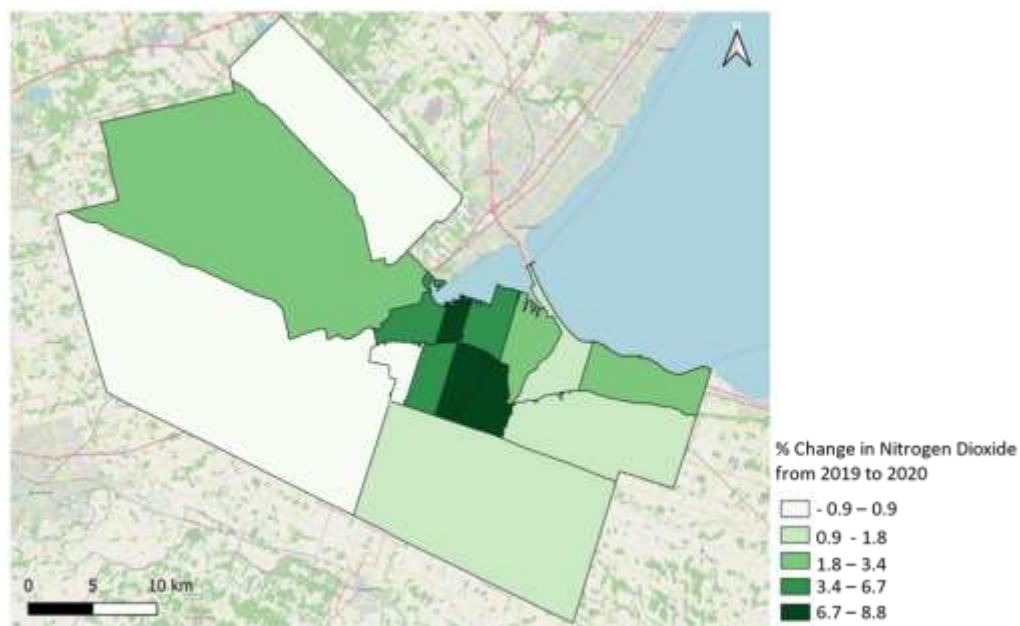 N
% Change in Nitrogen Dioxide
from 2019 to 2020
- 0.9 – 0.9
0.9 - 1.8
1.8 – 3.4
3.4 – 6.7
6.7 – 8.8
0 5 10 km